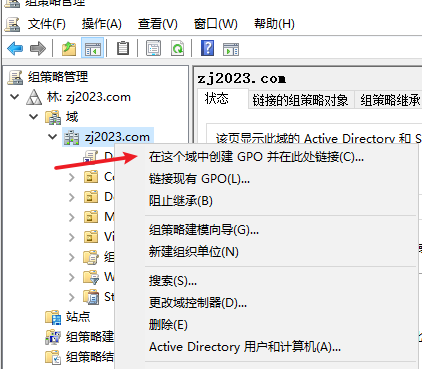 组策略管理
文件(F) 操作(A) 查看(V) 窗口(W) 帮助(H)
组策略管理
林: zj2023.com
域
zj2023.com
D
C
D
M
Vi
组
W
St
站点
组策略建
组策略结
zj2023.com
状态 链接的组策略对象 组策略继承
该页显示此域的 Active Directory 和 S
在这个域中创建 GPO 并在此处链接(C)...
链接现有 GPO(L)...
阻止继承(B)
组策略建模向导(G)...
新建组织单位(N)
搜索(S)...
更改域控制器(D)...
删除(E)
Active Directory 用户和计算机(A)...